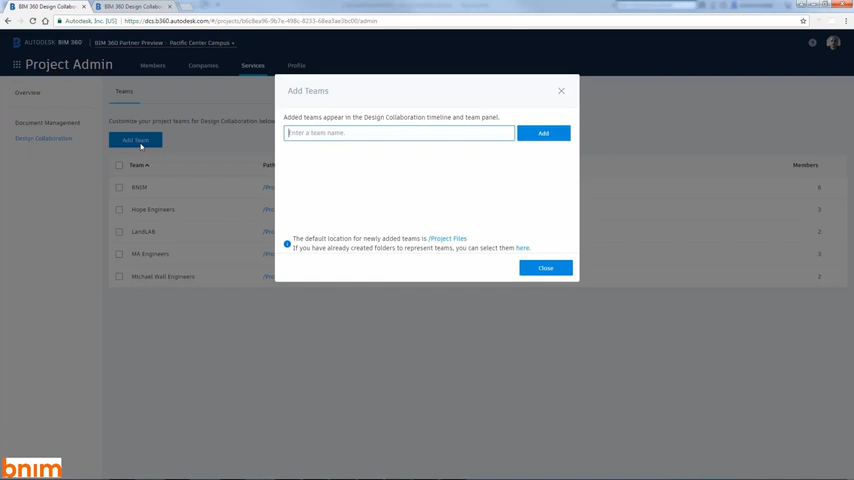 BIM 360 Design Collabor
BIM 360 Design Collabor
Autodesk, Inc. [US]
https://dcs.b360.autodesk.com/#/projects/b6c8ea96-9b7e-498c-8233-68ea3ae3bc00/admin
AUTODESK BIM 360
BIM 360 Partner Preview
Pacific Center Campus
Project Admin
Members
Companies
Services
Profile
Overview
Document Management
Design Collaboration
Teams
Customize your project teams for Design Collaboration below
Add Team
Team
Path
Members
BNIM
/Pro
6
Hope Engineers
/Pro
3
LandLAB
/Pro
2
MA Engineers
/Pro
3
Michael Wall Engineers
/Pro
2
Add Teams
Added teams appear in the Design Collaboration timeline and team panel.
Enter a team name.
Add
The default location for newly added teams is /Project Files
If you have already created folders to represent teams, you can select them here.
Close
bnim